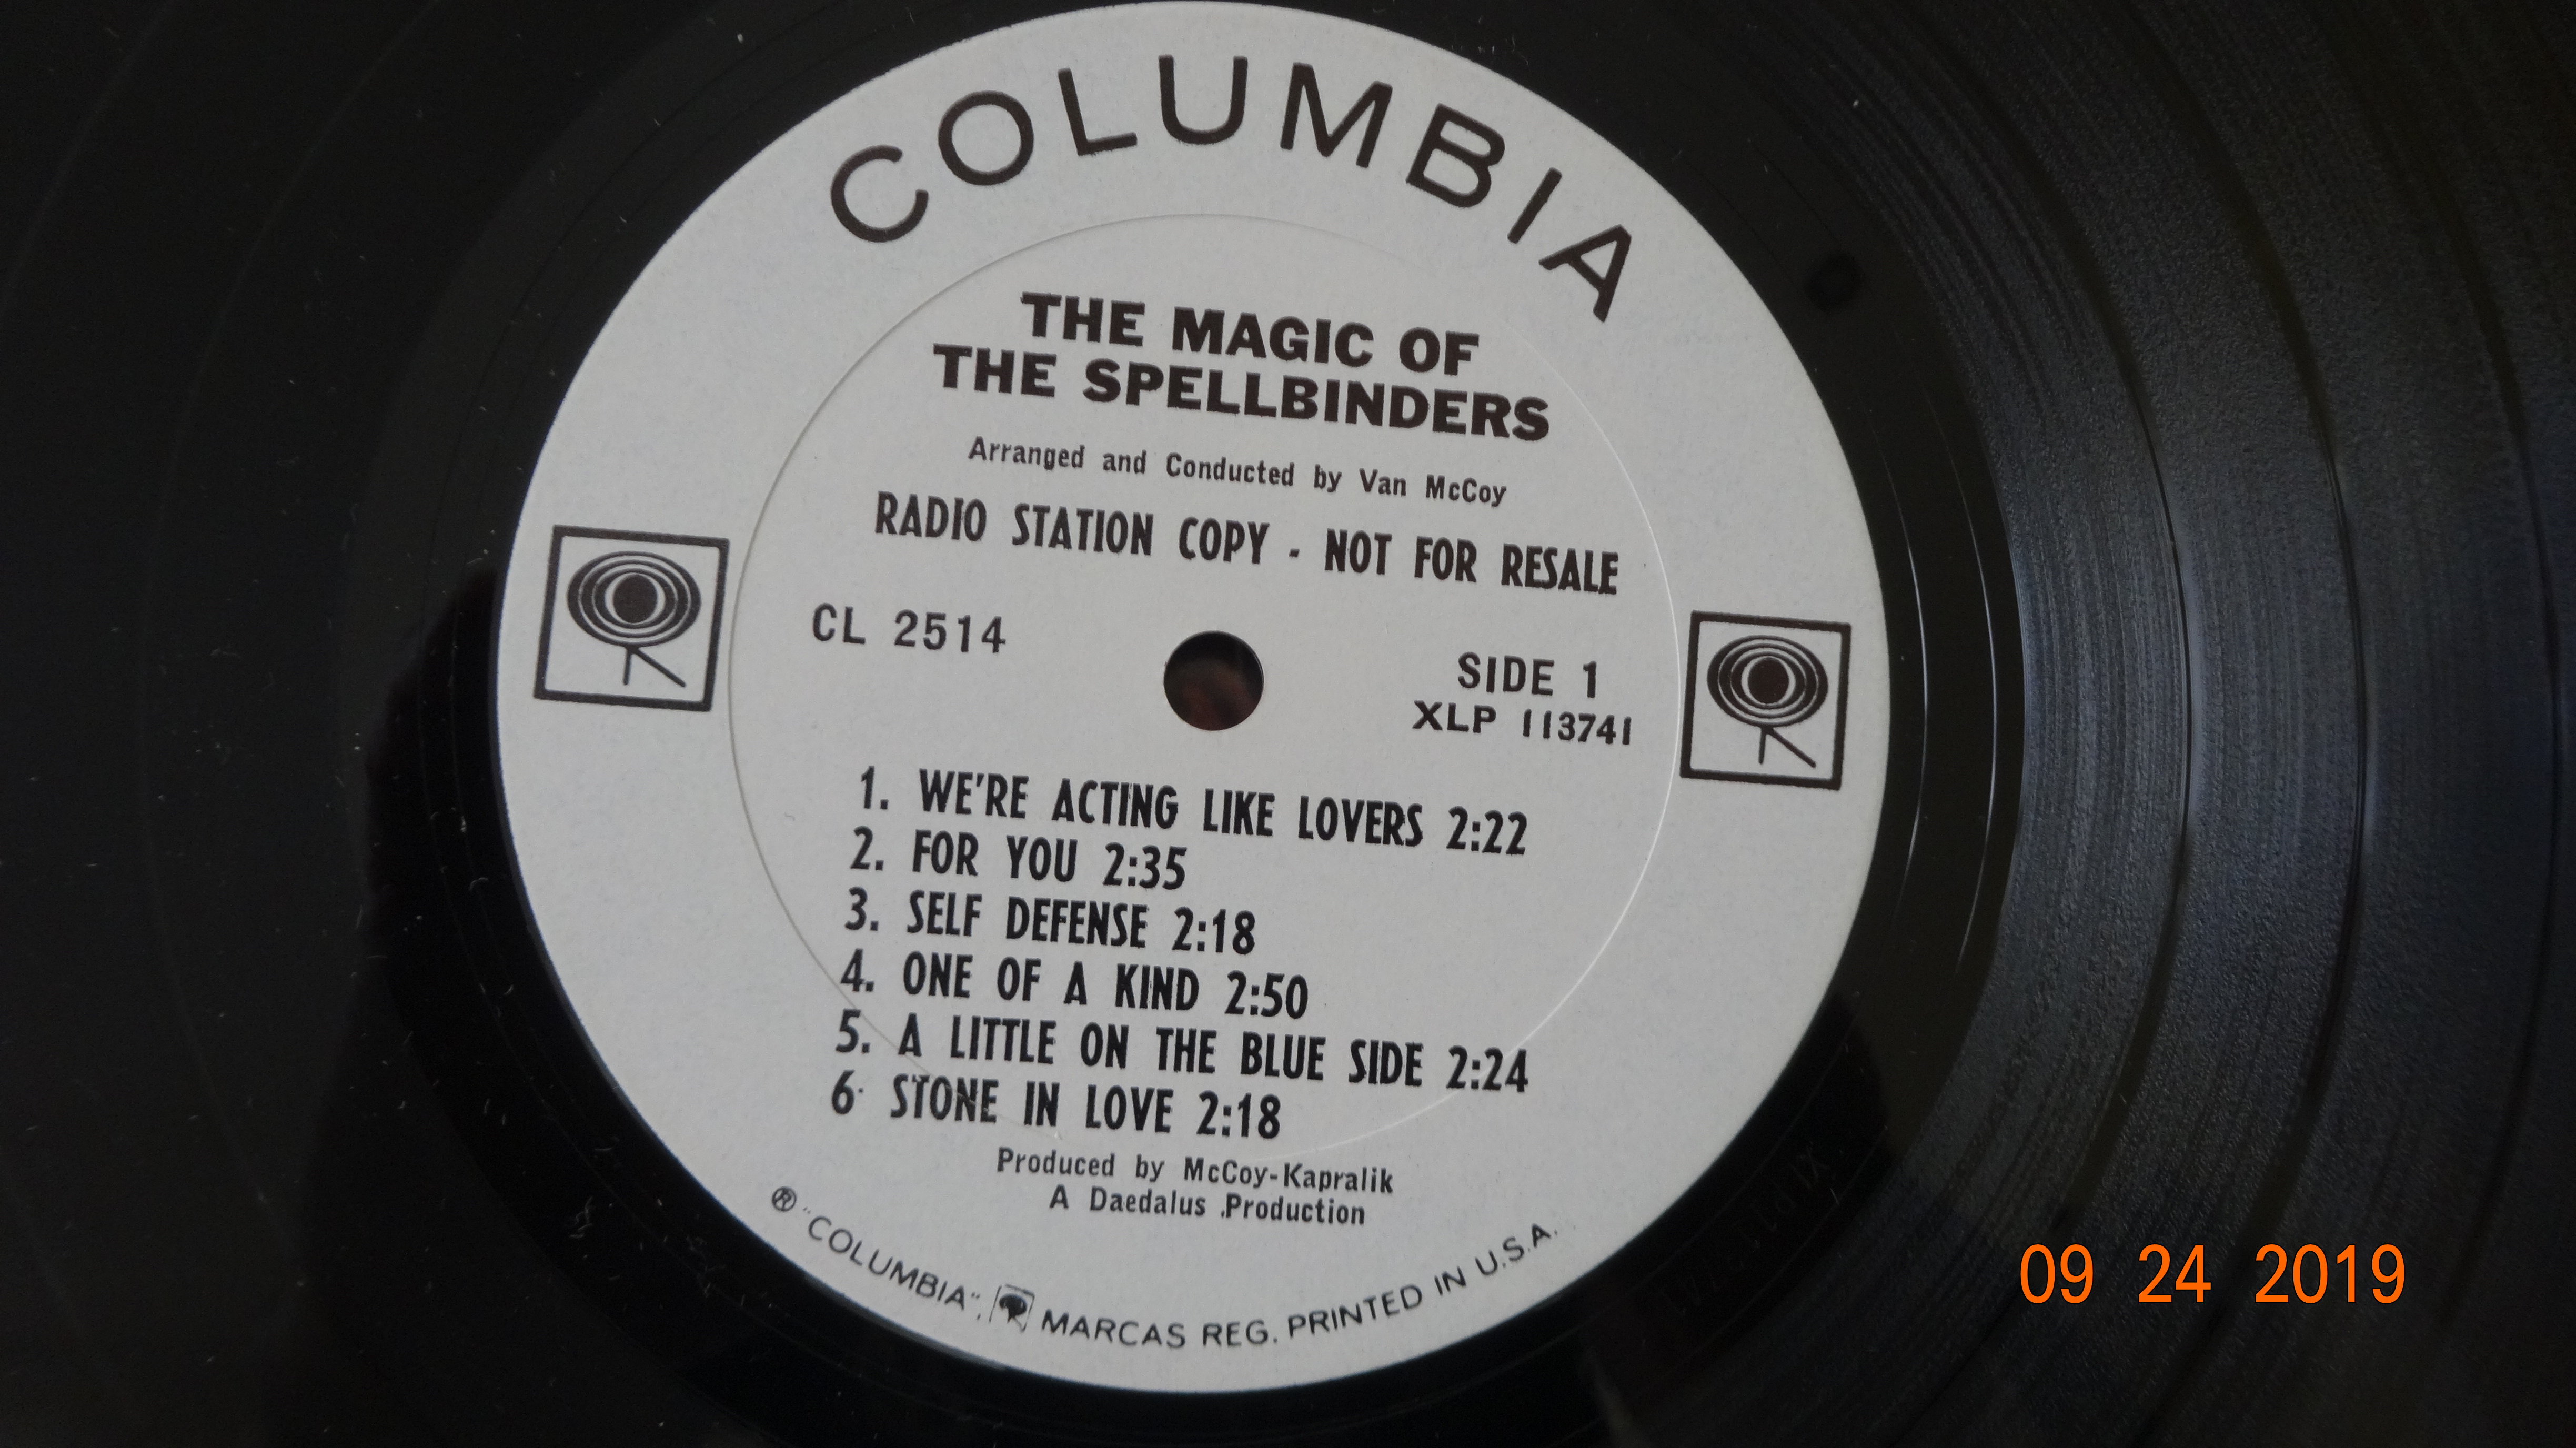 COLUMBIA
THE MAGIC OF
THE SPELLBINDERS
Arranged and Conducted by Van McCoy
RADIO STATION COPY - NOT FOR RESALE
CL 2514
SIDE 1
XLP 113741
1. WE'RE ACTING LIKE LOVERS 2:22
2. FOR YOU 2:35
3. SELF DEFENSE 2:18
4. ONE OF A KIND 2:50
5. A LITTLE ON THE BLUE SIDE 2:24
6. STONE IN LOVE 2:18
Produced by McCoy-Kapralik
A Daedalus Production
® "COLUMBIA", MARCAS REG. PRINTED IN U.S.A.
09 24 2019